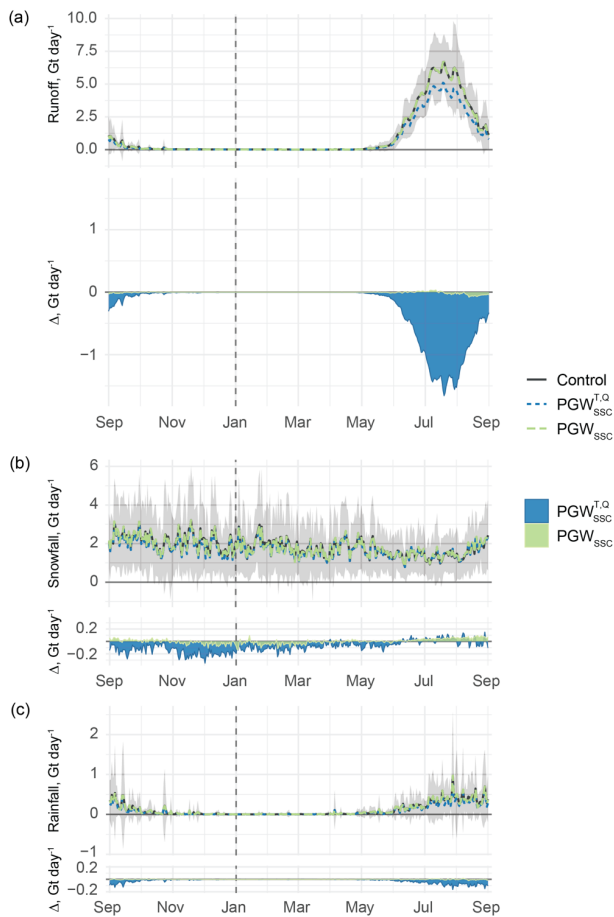 (a)
Runoff, Gt day⁻¹
10.0
7.5
5.0
2.5
0.0
Δ, Gt day⁻¹
1
0
−1
Sep Nov Jan Mar May Jul Sep
Control
PGW T,Q SSC
PGW SSC
PGW T,Q SSC
PGW SSC
(b)
Snowfall, Gt day⁻¹
6
4
2
0
Δ, Gt day⁻¹
0.2
0
−0.2
Sep Nov Jan Mar May Jul Sep
(c)
Rainfall, Gt day⁻¹
2
1
0
−1
Δ, Gt day⁻¹
0.2
0
−0.2
Sep Nov Jan Mar May Jul Sep